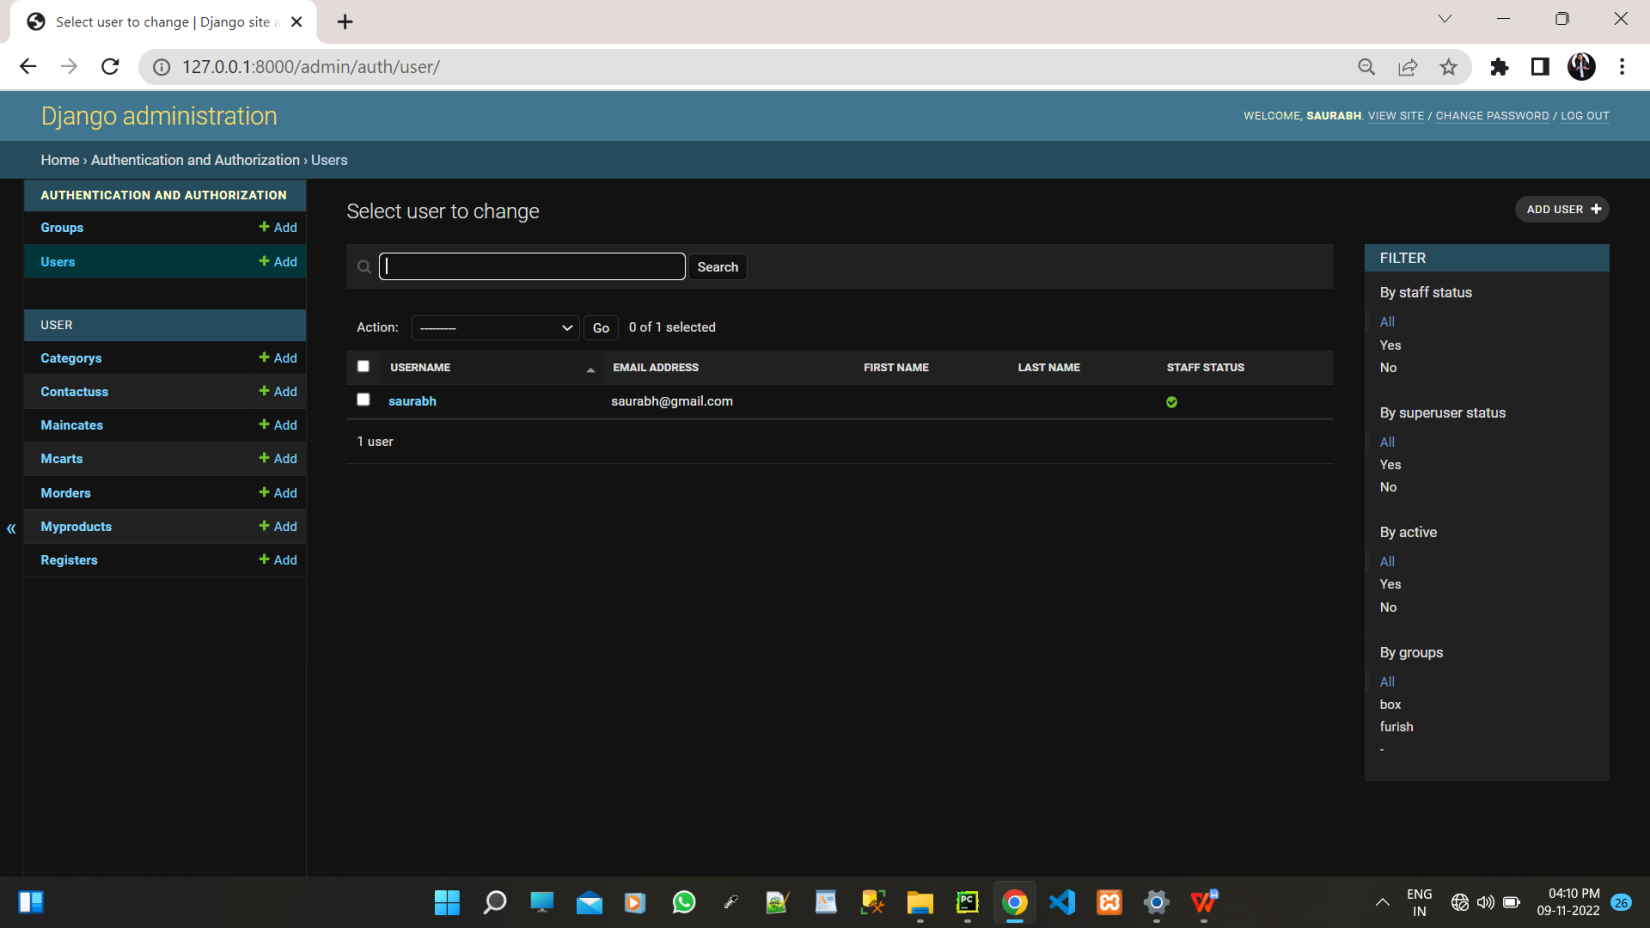 Select user to change | Django site a
127.0.0.1:8000/admin/auth/user/
Django administration
WELCOME, SAURABH. VIEW SITE / CHANGE PASSWORD / LOG OUT
Home › Authentication and Authorization › Users
AUTHENTICATION AND AUTHORIZATION
Groups + Add
Users + Add
USER
Categorys + Add
Contactuss + Add
Maincates + Add
Mcarts + Add
Morders + Add
Myproducts + Add
Registers + Add
«
Select user to change
ADD USER +
Search
Action: --------- Go 0 of 1 selected
USERNAME EMAIL ADDRESS FIRST NAME LAST NAME STAFF STATUS
saurabh saurabh@gmail.com
1 user
FILTER
By staff status
All
Yes
No
By superuser status
All
Yes
No
By active
All
Yes
No
By groups
All
box
furish
-
PC
ENG
IN
04:10 PM
09-11-2022
26